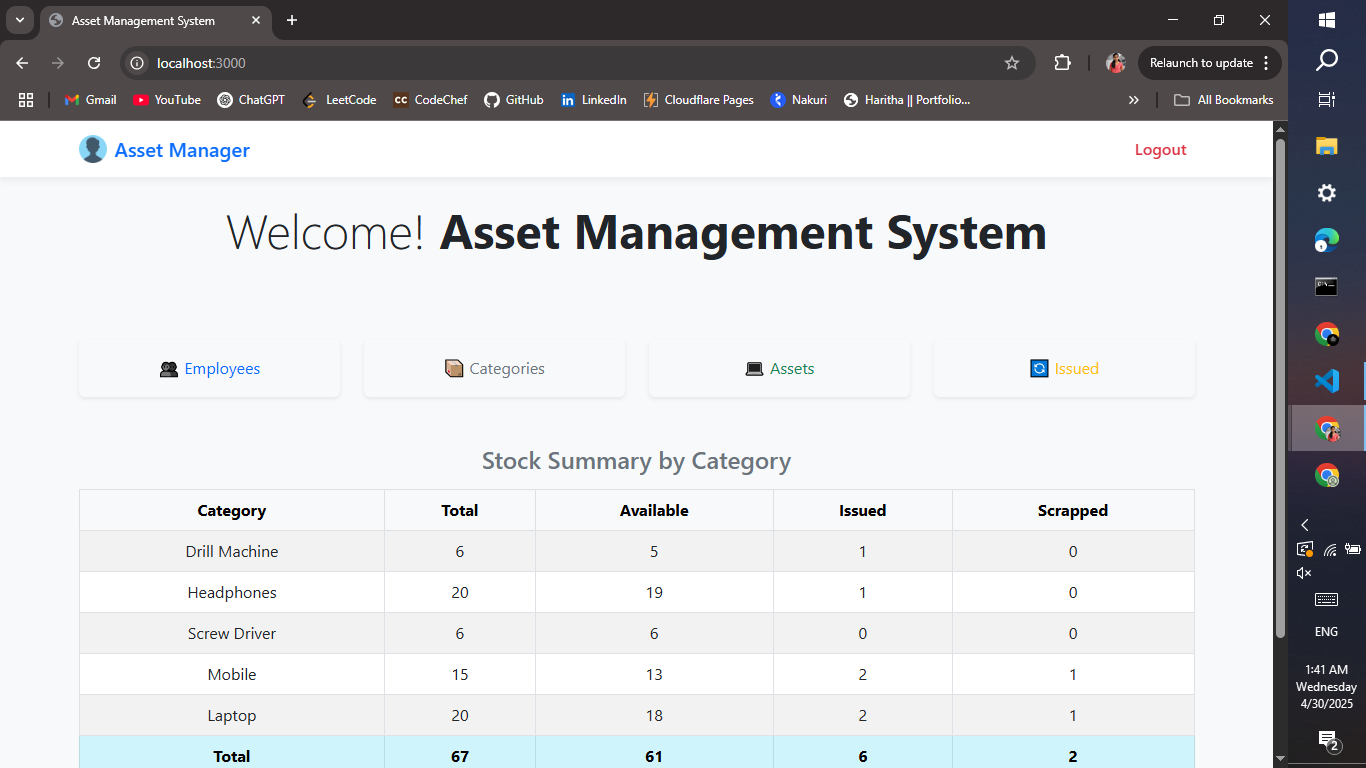 Asset Management System
localhost:3000
Relaunch to update
Gmail YouTube ChatGPT LeetCode CC CodeChef GitHub in LinkedIn Cloudflare Pages Nakuri Haritha || Portfolio... » All Bookmarks
Asset Manager Logout
Welcome! Asset Management System
Employees Categories Assets Issued
Stock Summary by Category
Category Total Available Issued Scrapped
Drill Machine 6 5 1 0
Headphones 20 19 1 0
Screw Driver 6 6 0 0
Mobile 15 13 2 1
Laptop 20 18 2 1
Total 67 61 6 2
ENG
1:41 AM
Wednesday
4/30/2025
2